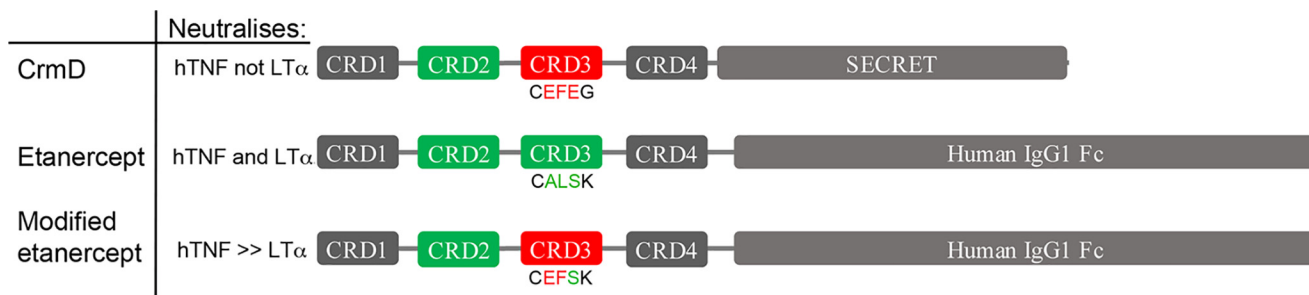 Neutralises:
CrmD hTNF not LTα CRD1 CRD2 CRD3 CRD4 SECRET
CEFEG
Etanercept hTNF and LTα CRD1 CRD2 CRD3 CRD4 Human IgG1 Fc
CALSK
Modified
etanercept hTNF >> LTα CRD1 CRD2 CRD3 CRD4 Human IgG1 Fc
CEFSK